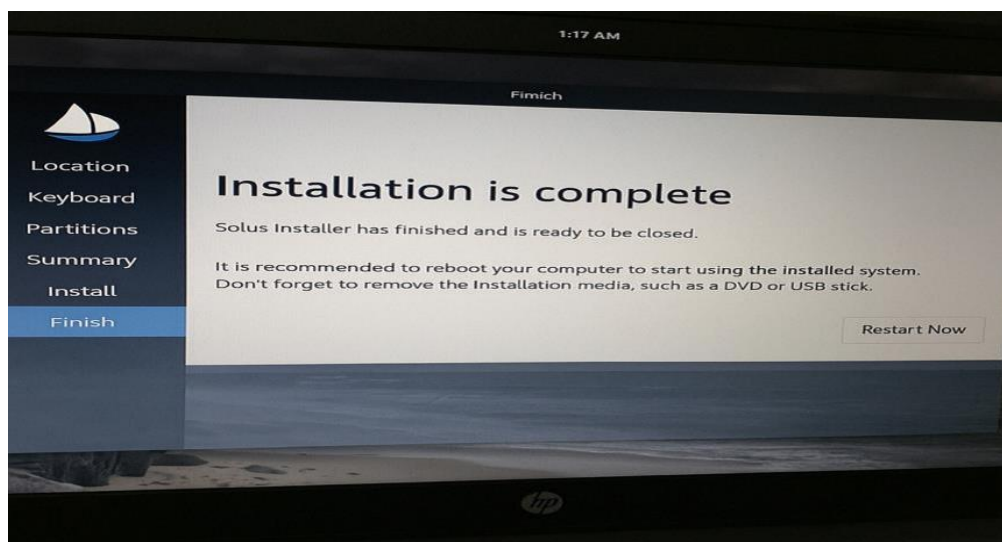 1:17 AM
Fimich
Location
Keyboard
Partitions
Summary
Install
Finish
Installation is complete
Solus Installer has finished and is ready to be closed.
It is recommended to reboot your computer to start using the installed system.
Don't forget to remove the Installation media, such as a DVD or USB stick.
Restart Now
hp